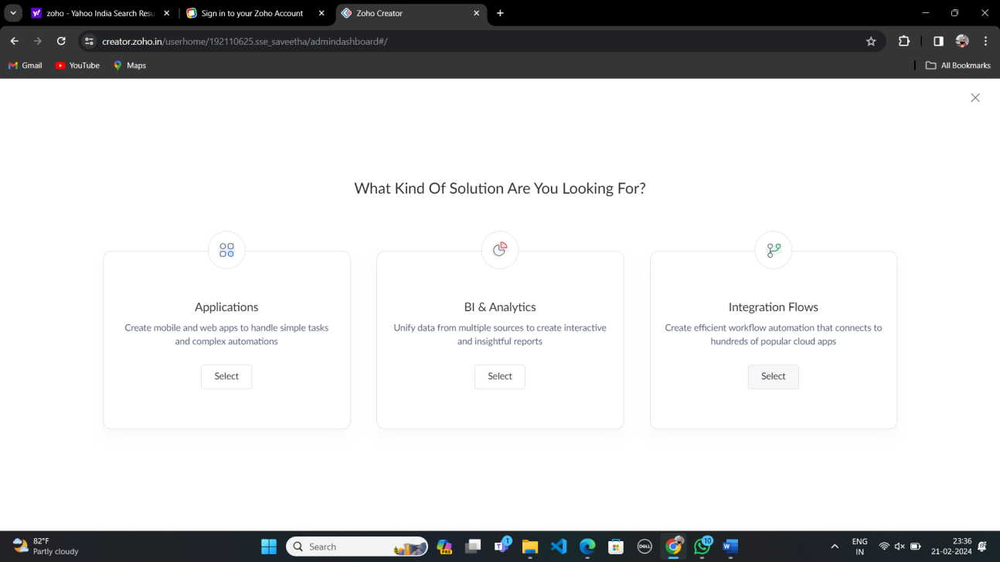 zoho - Yahoo India Search Resu
Sign in to your Zoho Account
Zoho Creator
creator.zoho.in/userhome/192110625.sse_saveetha/admindashboard#/
Gmail
YouTube
Maps
All Bookmarks
What Kind Of Solution Are You Looking For?
Applications
Create mobile and web apps to handle simple tasks
and complex automations
Select
BI & Analytics
Unify data from multiple sources to create interactive
and insightful reports
Select
Integration Flows
Create efficient workflow automation that connects to
hundreds of popular cloud apps
Select
82°F
Partly cloudy
Search
PRE
1
DELL
10
ENG
IN
23:36
21-02-2024